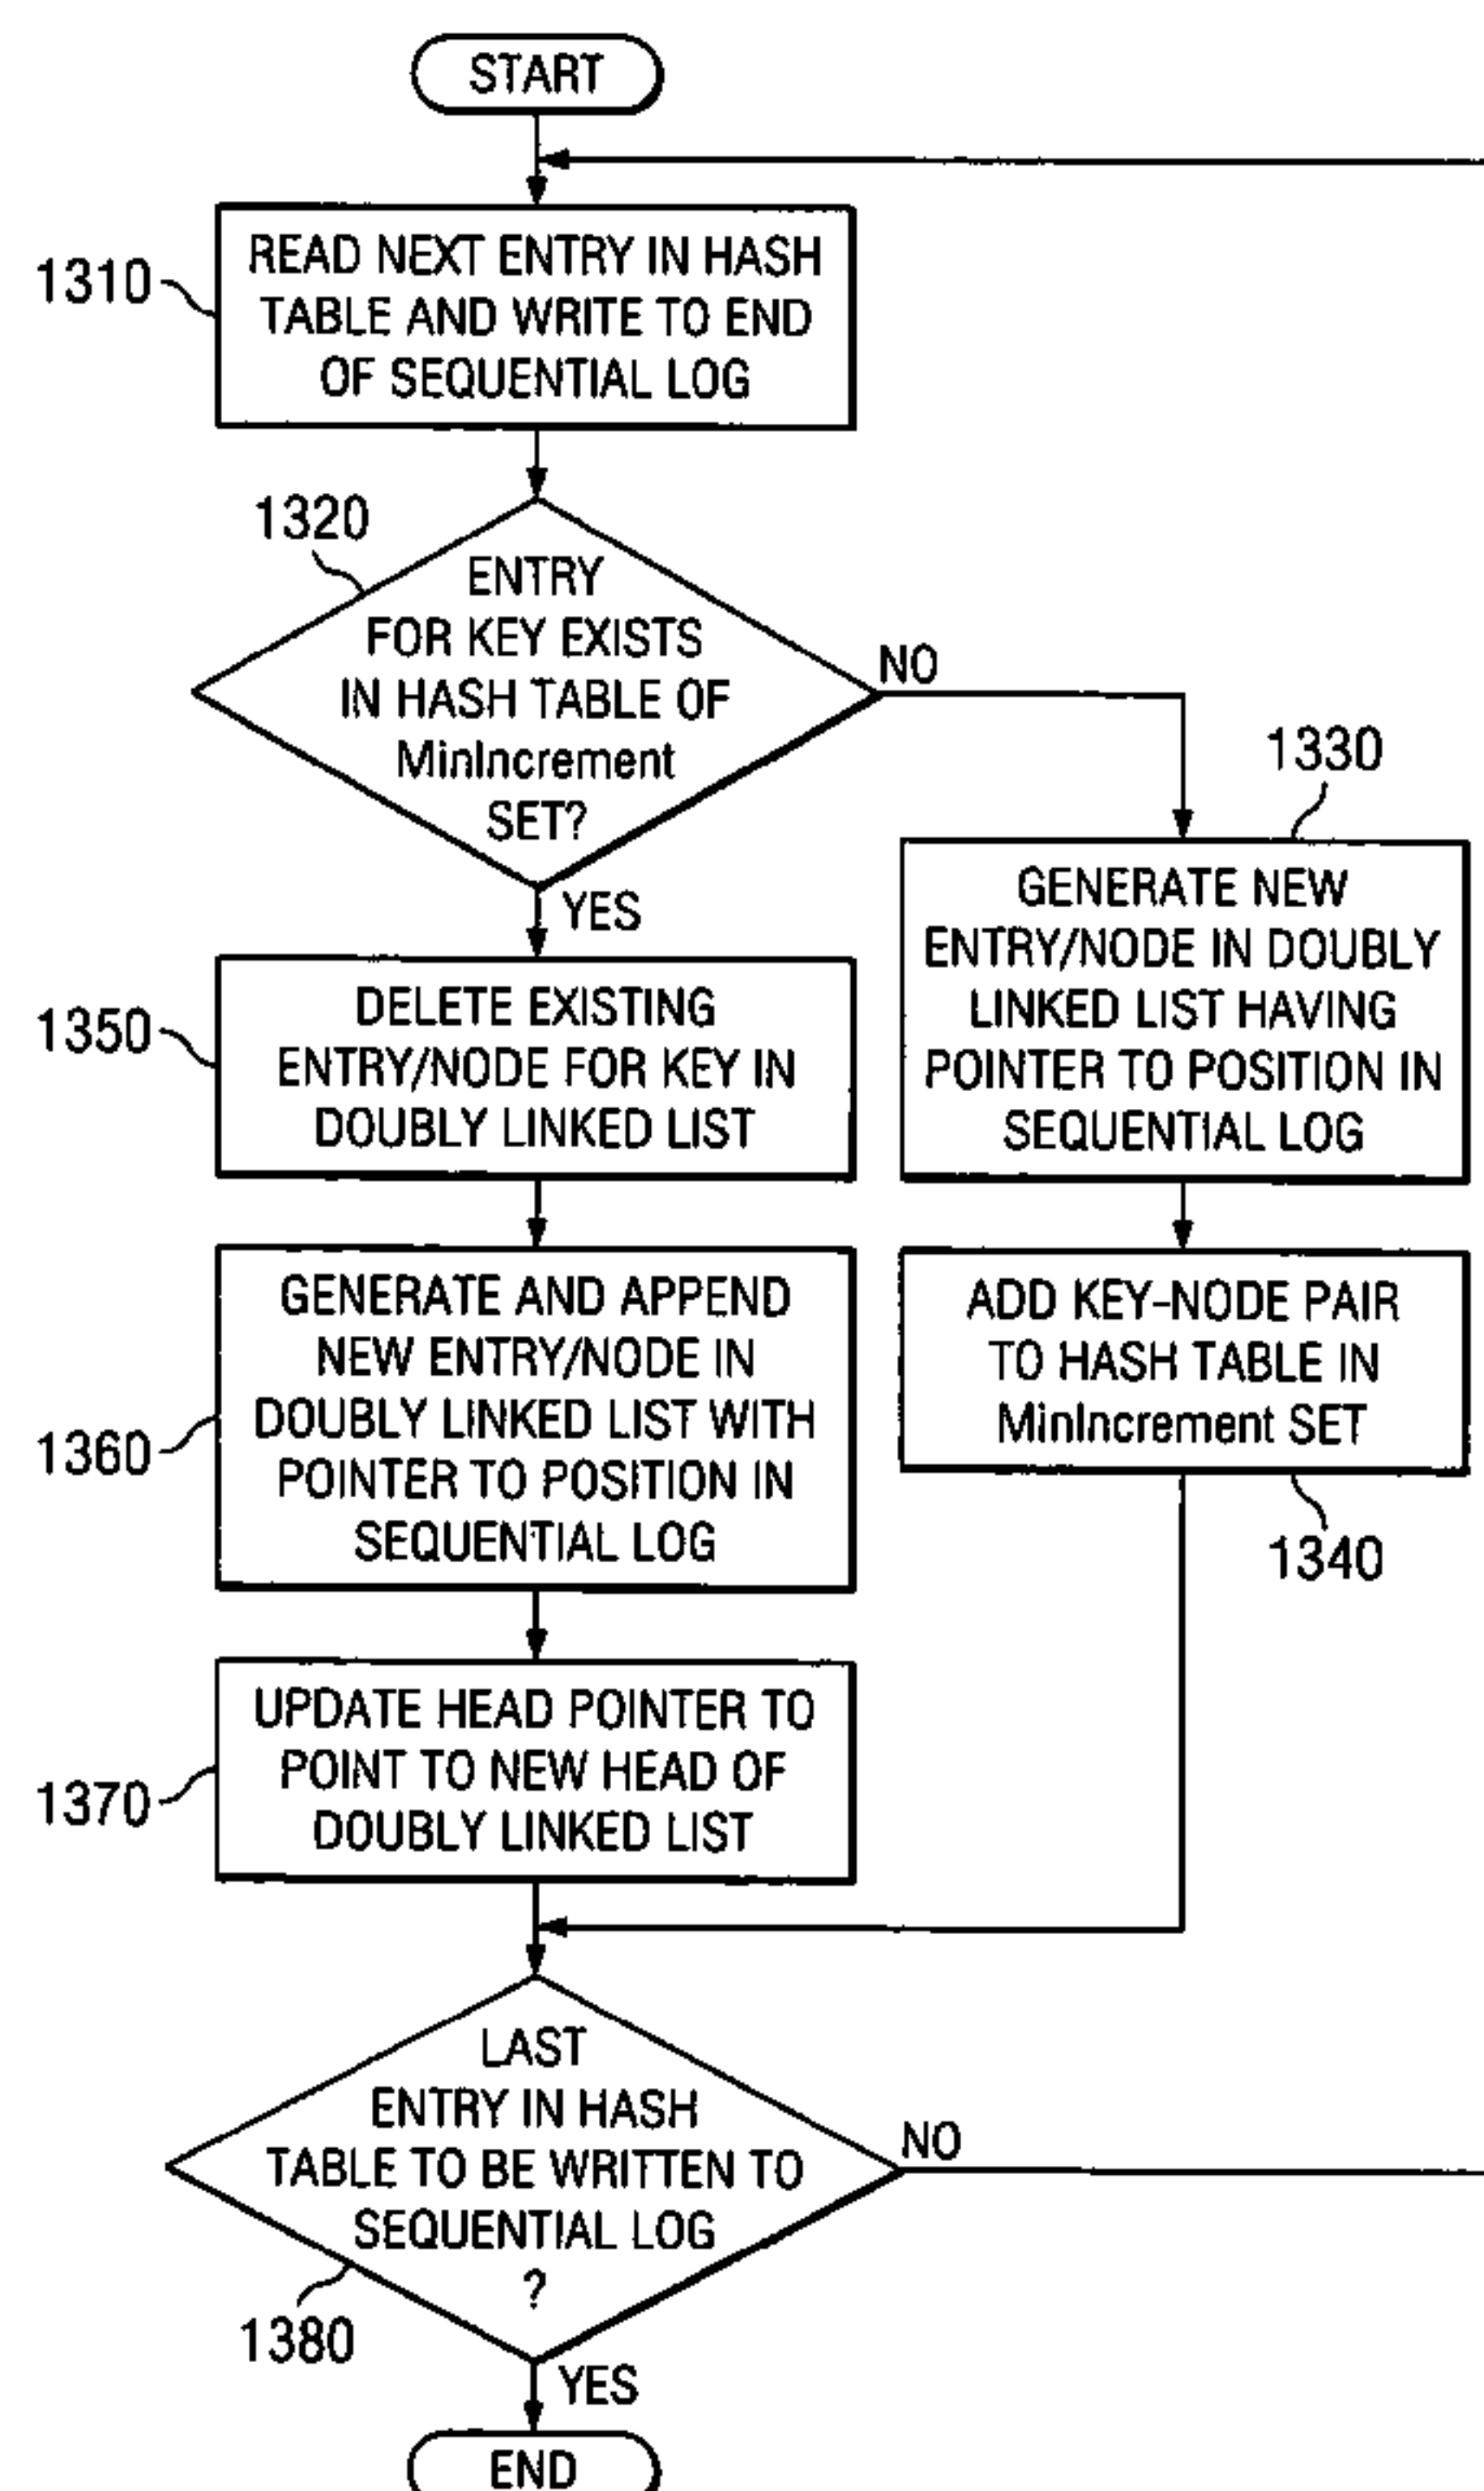 START
1310
READ NEXT ENTRY IN HASH
TABLE AND WRITE TO END
OF SEQUENTIAL LOG
1320
ENTRY
FOR KEY EXISTS
IN HASH TABLE OF
MinIncrement
SET?
NO
YES
1330
GENERATE NEW
ENTRY/NODE IN DOUBLY
LINKED LIST HAVING
POINTER TO POSITION IN
SEQUENTIAL LOG
1350
DELETE EXISTING
ENTRY/NODE FOR KEY IN
DOUBLY LINKED LIST
ADD KEY-NODE PAIR
TO HASH TABLE IN
MinIncrement SET
1340
1360
GENERATE AND APPEND
NEW ENTRY/NODE IN
DOUBLY LINKED LIST WITH
POINTER TO POSITION IN
SEQUENTIAL LOG
1370
UPDATE HEAD POINTER TO
POINT TO NEW HEAD OF
DOUBLY LINKED LIST
LAST
ENTRY IN HASH
TABLE TO BE WRITTEN TO
SEQUENTIAL LOG
?
NO
1380
YES
END